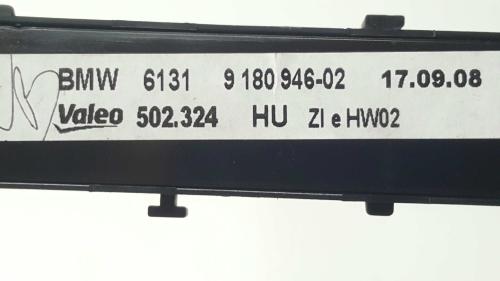 BMW 6131 9 180 946-02 17.09.08
Valeo 502.324 HU ZI e HW02